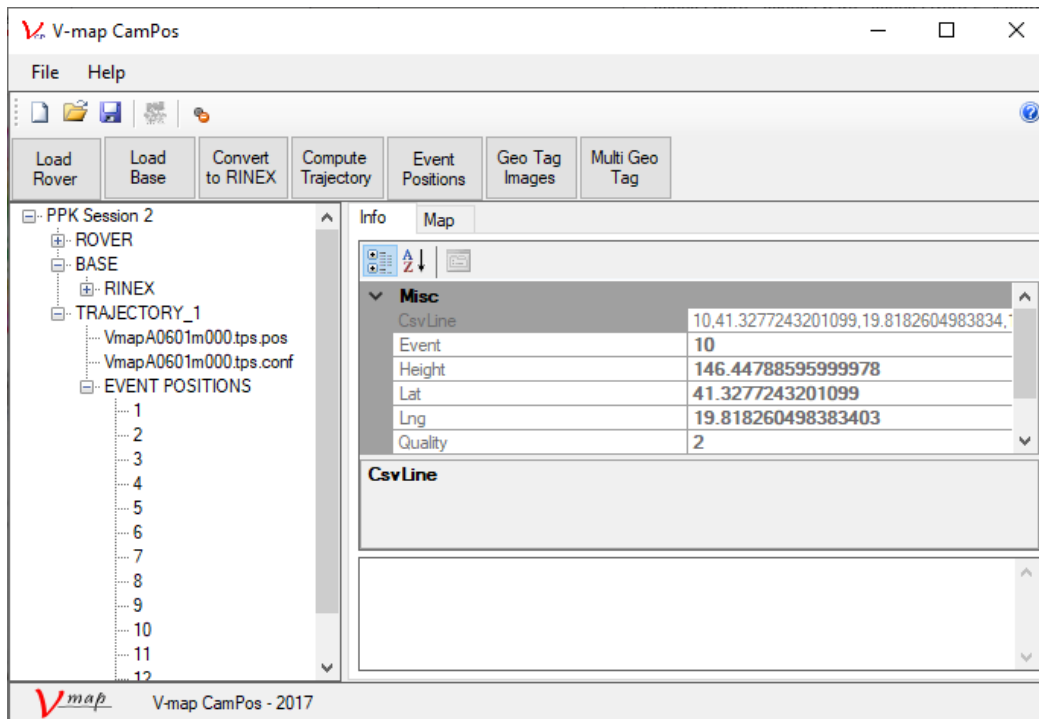 V-map CamPos
File Help
Load Rover
Load Base
Convert to RINEX
Compute Trajectory
Event Positions
Geo Tag Images
Multi Geo Tag
PPK Session 2
ROVER
BASE
RINEX
TRAJECTORY_1
VmapA0601m000.tps.pos
VmapA0601m000.tps.conf
EVENT POSITIONS
1
2
3
4
5
6
7
8
9
10
11
12
Info Map
Misc
CsvLine 10,41.3277243201099,19.8182604983834,
Event 10
Height 146.44788595999978
Lat 41.3277243201099
Lng 19.818260498383403
Quality 2
CsvLine
Vmap V-map CamPos - 2017